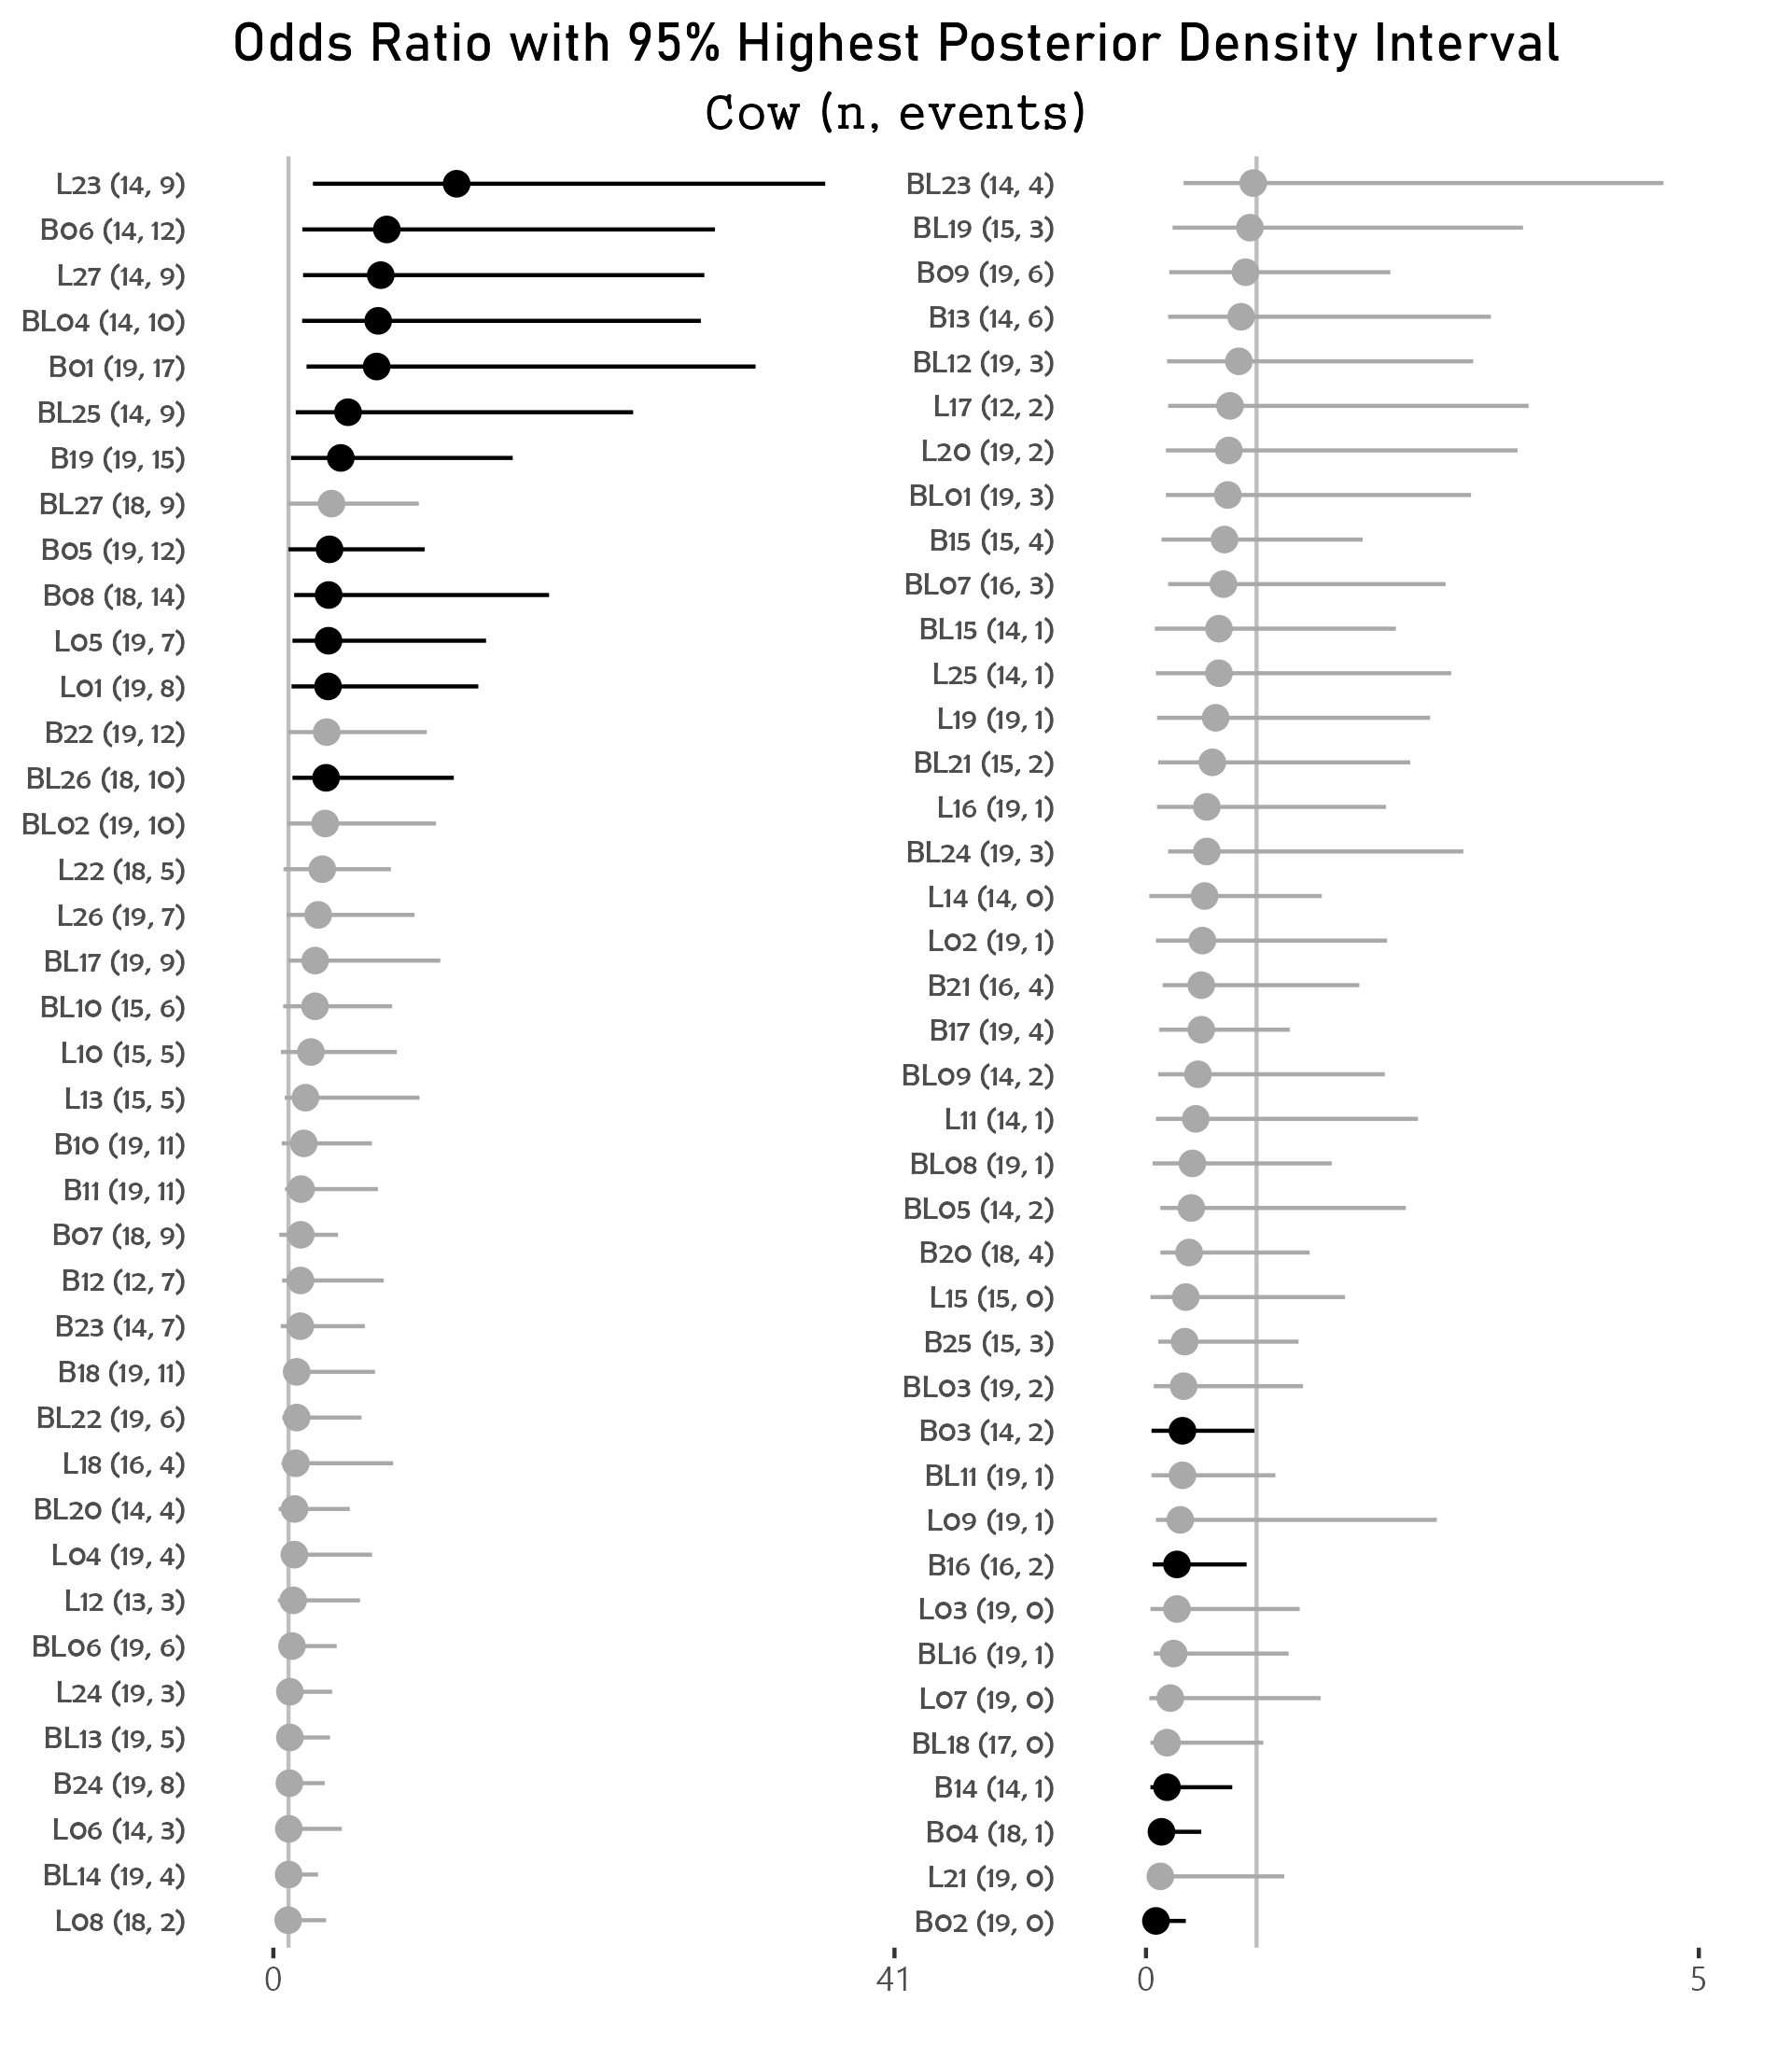 Odds Ratio with 95% Highest Posterior Density Interval
Cow (n, events)
L23 (14, 9)
B06 (14, 12)
L27 (14, 9)
BL04 (14, 10)
B01 (19, 17)
BL25 (14, 9)
B19 (19, 15)
BL27 (18, 9)
B05 (19, 12)
B08 (18, 14)
L05 (19, 7)
L01 (19, 8)
B22 (19, 12)
BL26 (18, 10)
BL02 (19, 10)
L22 (18, 5)
L26 (19, 7)
BL17 (19, 9)
BL10 (15, 6)
L10 (15, 5)
L13 (15, 5)
B10 (19, 11)
B11 (19, 11)
B07 (18, 9)
B12 (12, 7)
B23 (14, 7)
B18 (19, 11)
BL22 (19, 6)
L18 (16, 4)
BL20 (14, 4)
L04 (19, 4)
L12 (13, 3)
BL06 (19, 6)
L24 (19, 3)
BL13 (19, 5)
B24 (19, 8)
L06 (14, 3)
BL14 (19, 4)
L08 (18, 2)
0 41
BL23 (14, 4)
BL19 (15, 3)
B09 (19, 6)
B13 (14, 6)
BL12 (19, 3)
L17 (12, 2)
L20 (19, 2)
BL01 (19, 3)
B15 (15, 4)
BL07 (16, 3)
BL15 (14, 1)
L25 (14, 1)
L19 (19, 1)
BL21 (15, 2)
L16 (19, 1)
BL24 (19, 3)
L14 (14, 0)
L02 (19, 1)
B21 (16, 4)
B17 (19, 4)
BL09 (14, 2)
L11 (14, 1)
BL08 (19, 1)
BL05 (14, 2)
B20 (18, 4)
L15 (15, 0)
B25 (15, 3)
BL03 (19, 2)
B03 (14, 2)
BL11 (19, 1)
L09 (19, 1)
B16 (16, 2)
L03 (19, 0)
BL16 (19, 1)
L07 (19, 0)
BL18 (17, 0)
B14 (14, 1)
B04 (18, 1)
L21 (19, 0)
B02 (19, 0)
0 5